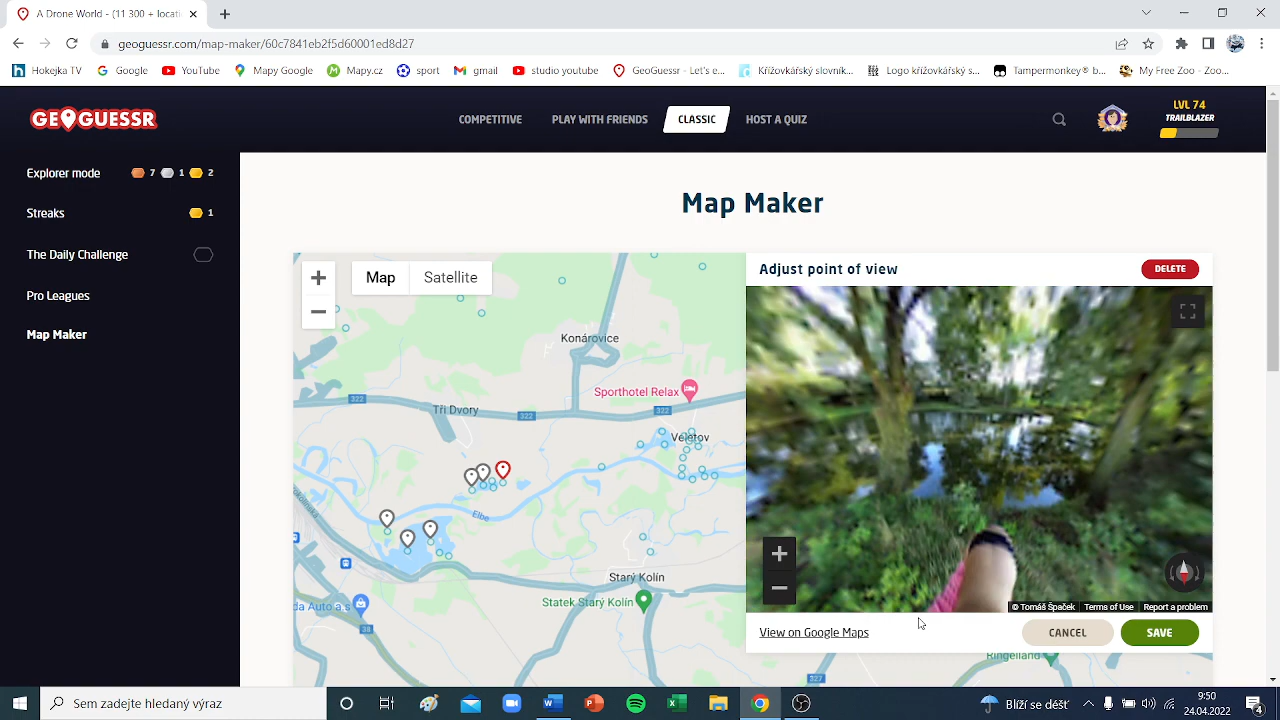 A Drone World - (11 300 + locati
geoguessr.com/map-maker/60c7841eb2f5d60001ed8d27
Hokejka TV
Google
YouTube
Mapy Google
Mapy.cz
sport
gmail
studio youtube
GeoGuessr - Let's e...
Křížovkářský slovník...
Logo křížovkářský s...
Tampermonkey® b...
My Free Zoo - Zoo...
GEOGUESSR
COMPETITIVE
PLAY WITH FRIENDS
CLASSIC
HOST A QUIZ
LVL 74
TRAILBLAZER
Explorer mode 7 1 2
Streaks 1
The Daily Challenge
Pro Leagues
Map Maker
Map Maker
Map
Satellite
Adjust point of view
DELETE
Konárovice
Sporthotel Relax
322
322
322
Tři Dvory
Veletov
Elbe
Starý Kolín
Statek Starý Kolín
da Auto a.s
38
327
Ringelland
© Tomáš Sapoek
Terms of Use
Report a problem
View on Google Maps
CANCEL
SAVE
Sem zadejte hledaný výraz
Blíží se déšť
9:50
24.04.2022
4